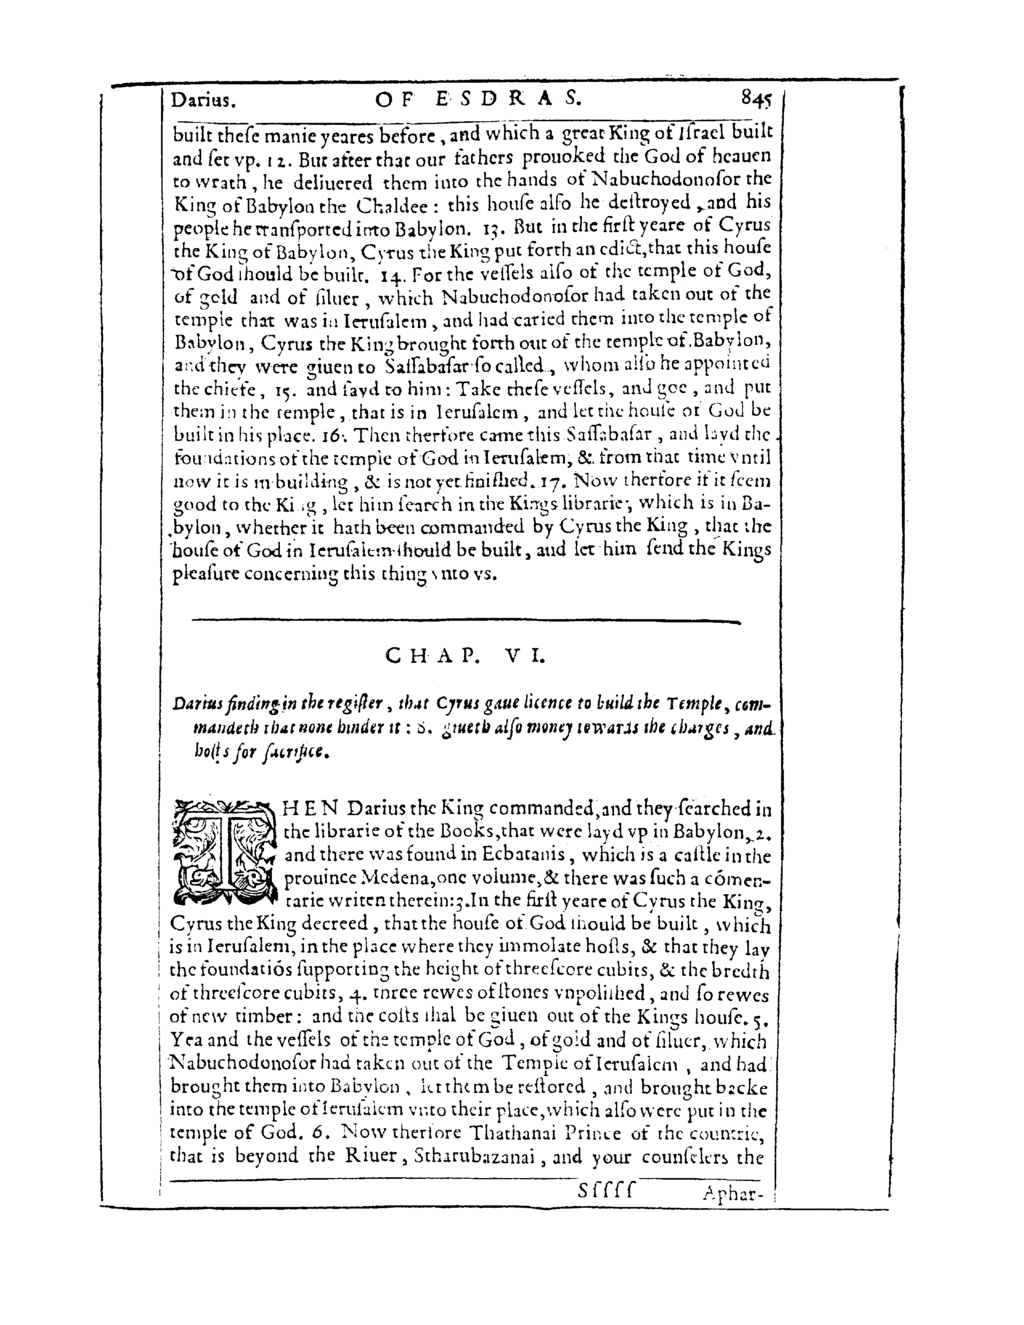 Darius. OF ESDRAS. 845
built theſe manie yeares before, and which a great King of Iſrael built
and ſet vp. 12. But after that our fathers prouoked the God of heauen
to wrath, he deliuered them into the hands of Nabuchodonoſor the
King of Babylon the Chaldee: this houſe alſo he deſtroyed, and his
people he tranſported into Babylon. 13. But in the firſt yeare of Cyrus
the King of Babylon, Cyrus the King put forth an edict, that this houſe
of God ſhould be built. 14. For the veſſels alſo of the temple of God,
of gold and of ſiluer, which Nabuchodonoſor had taken out of the
temple that was in Ieruſalem, and had caried them into the temple of
Babylon, Cyrus the King brought forth out of the temple of Babylon,
and they were giuen to Saſſabaſar ſo called, whom alſo he appointed
the chiefe, 15. and ſayd to him: Take theſe veſſels, and goe, and put
them in the temple, that is in Ieruſalem, and let the houſe of God be
built in his place. 16. Then therfore came this Saſſabaſar, and layd the
foundations of the temple of God in Ieruſalem, & from that time vntil
now it is in building, & is not yet finiſhed. 17. Now therfore if it ſeem
good to the King, let him ſearch in the Kings librarie, which is in Ba-
bylon, whether it hath been commanded by Cyrus the King, that the
houſe of God in Ieruſalem ſhould be built, and let him ſend the Kings
pleaſure concerning this thing vnto vs.
CHAP. VI.
Darius finding in the regiſter, that Cyrus gaue licence to build the Temple, com-
mandeth that none hinder it: 8. giueth alſo money towards the charges, and
hoſts for ſacrifice.
THEN Darius the King commanded, and they ſearched in
the librarie of the Books, that were layd vp in Babylon, 2.
and there was found in Ecbatanis, which is a caſtle in the
prouince Medena, one volume, & there was ſuch a cómen-
tarie writen therein: 3. In the firſt yeare of Cyrus the King,
Cyrus the King decreed, that the houſe of God ſhould be built, which
is in Ieruſalem, in the place where they immolate hoſts, & that they lay
the foundatiós ſupporting the height of threeſcore cubits, & the bredth
of threeſcore cubits, 4. three rewes of ſtones vnpoliſhed, and ſo rewes
of new timber: and the coſts ſhal be giuen out of the Kings houſe. 5.
Yea and the veſſels of the temple of God, of gold and of ſiluer, which
Nabuchodonoſor had taken out of the Temple of Ieruſalem, and had
brought them into Babylon, let them be reſtored, and brought backe
into the temple of Ieruſalem vnto their place, which alſo were put in the
temple of God. 6. Now therfore Thathanai Prince of the countrie,
that is beyond the Riuer, Stharubazanai, and your counſelers the
Sſſſſ Aphar-